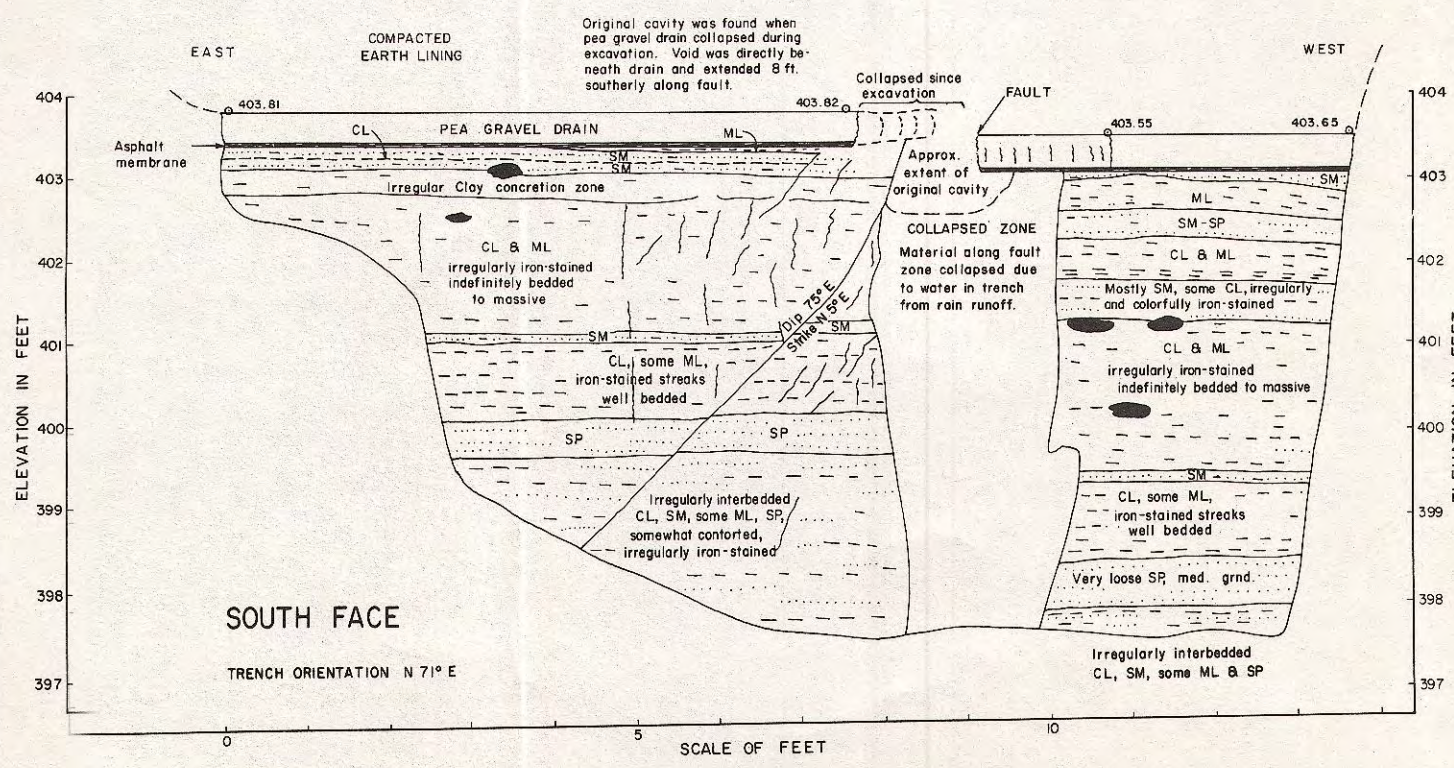 Original cavity was found when
pea gravel drain collapsed during
excavation. Void was directly be-
neath drain and extended 8 ft.
southerly along fault.
EAST
COMPACTED
EARTH LINING
WEST
Collapsed since
excavation
FAULT
404
403.81
403.82
403.55
403.65
404
Asphalt
membrane
CL
PEA GRAVEL DRAIN
ML
SM
SM
Approx.
extent of
original cavity
403
Irregular Clay concretion zone
SM
403
ML
SM-SP
COLLAPSED ZONE
Material along fault
zone collapsed due
to water in trench
from rain runoff.
CL & ML
irregularly iron-stained
indefinitely bedded
to massive
402
CL & ML
402
Mostly SM, some CL, irregularly
and colorfully iron-stained
Dip 75° E
Strike N 5° E
SM
SM
401
401
CL & ML
irregularly iron-stained
indefinitely bedded to massive
CL, some ML,
iron-stained streaks
well bedded
400
SP
SP
400
SM
CL, some ML,
iron-stained streaks
well bedded
Irregularly interbedded
CL, SM, some ML, SP,
somewhat contorted,
irregularly iron-stained
399
399
Very loose SP, med. grnd.
398
398
SOUTH FACE
TRENCH ORIENTATION N 71° E
Irregularly interbedded
CL, SM, some ML & SP
397
397
ELEVATION IN FEET
0
5
10
SCALE OF FEET